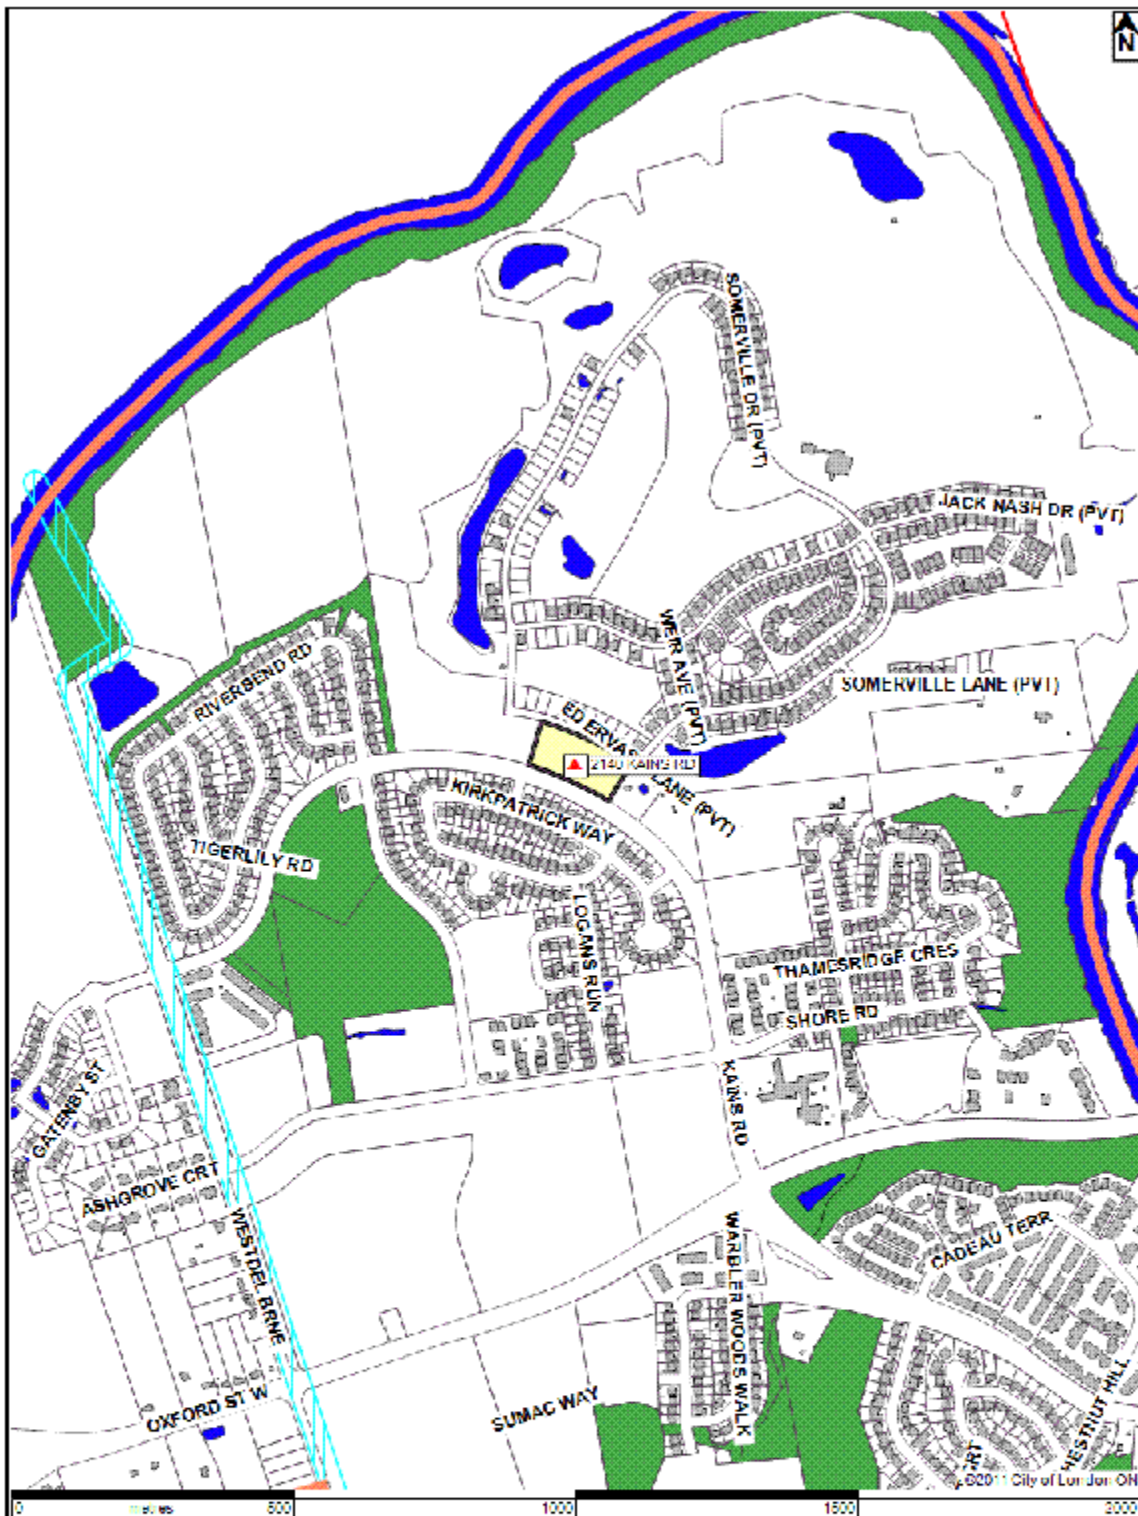 N
SOMERVILLE DR (PVT)
JACK NASH DR (PVT)
WEIR AVE (PVT)
RIVERBEND RD
SOMERVILLE LANE (PVT)
LANE (PVT)
2140 KAINS RD
KIRKPATRICK WAY
TIGERLILY RD
LOGANS RUN
THAMESRIDGE CRES
SHORE RD
KAINS RD
GATENBY ST
ASHGROVE CRT
WESTDEL BRNE
WARBLER WOODS WALK
CADEAU TERR
OXFORD ST W
SUMAC WAY
HESTNUT HILL
CRT
©2011 City of London ON
0 metres 500 1000 1500 2000